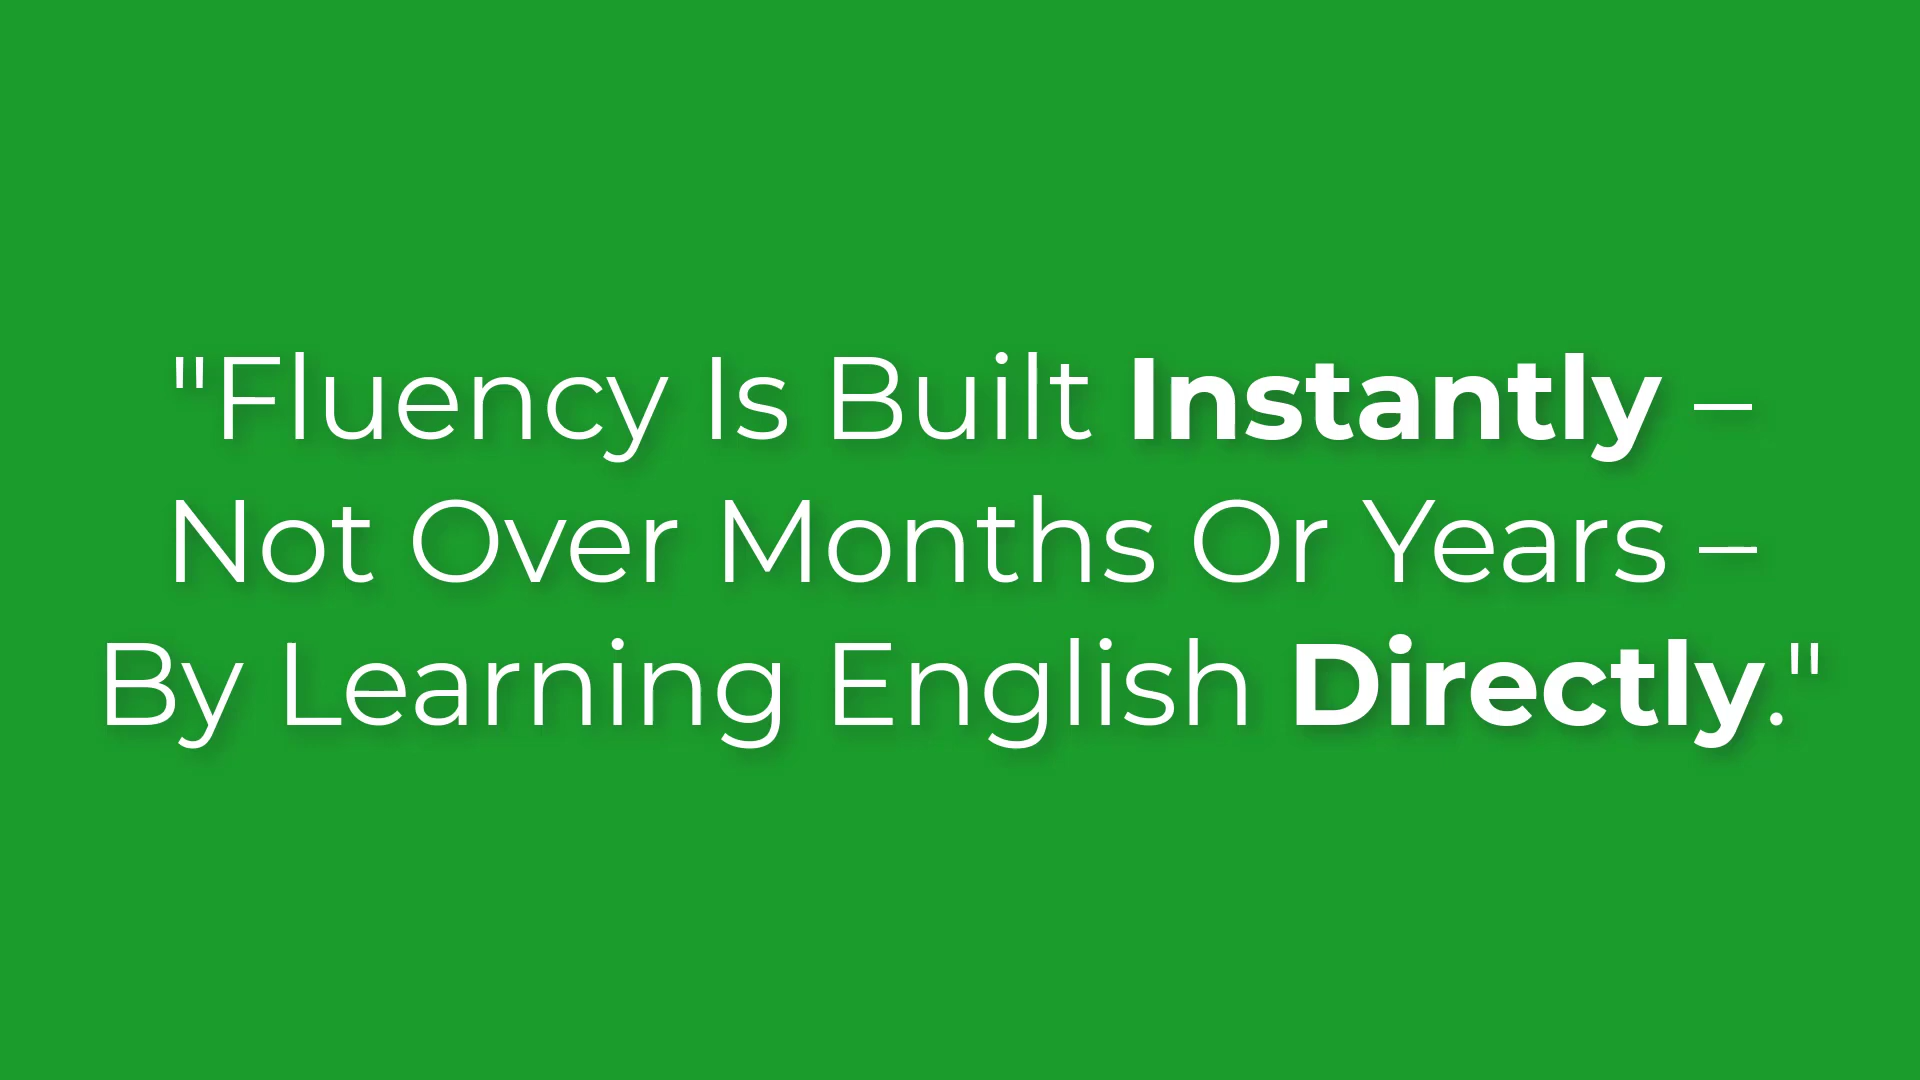 "Fluency Is Built Instantly –
Not Over Months Or Years –
By Learning English Directly."